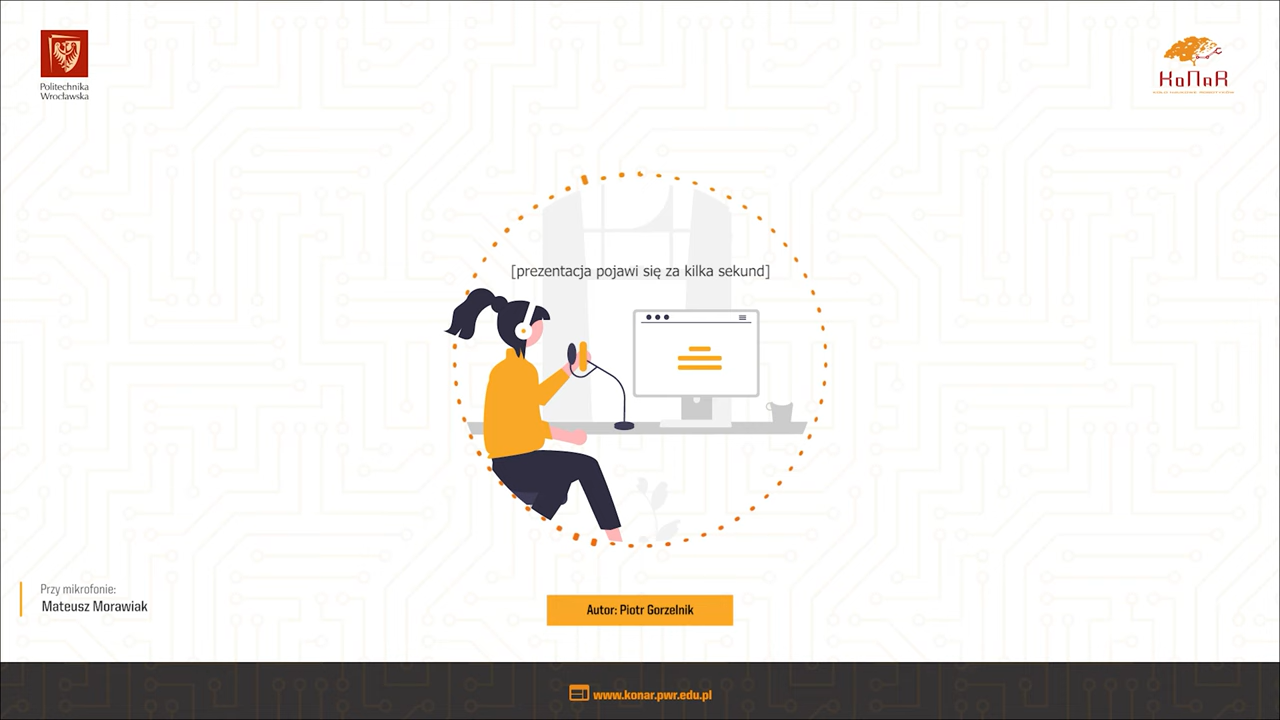 Politechnika
Wrocławska
KoNaR
[prezentacja pojawi się za kilka sekund]
Przy mikrofonie:
Mateusz Morawiak
Autor: Piotr Gorzelnik
www.konar.pwr.edu.pl